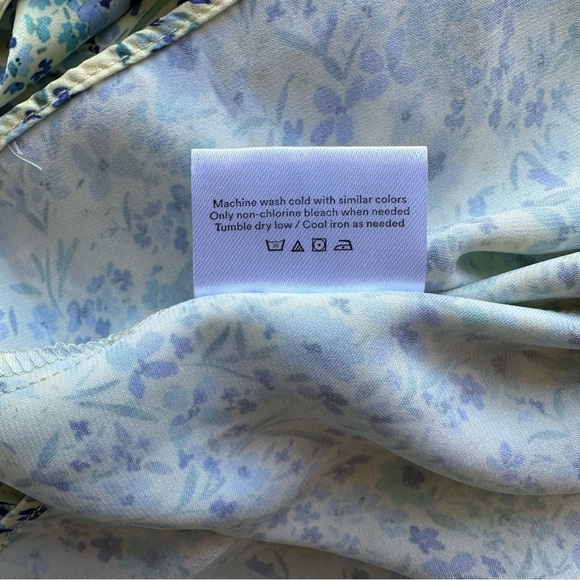 Machine wash cold with similar colors
Only non-chlorine bleach when needed
Tumble dry low / Cool iron as needed